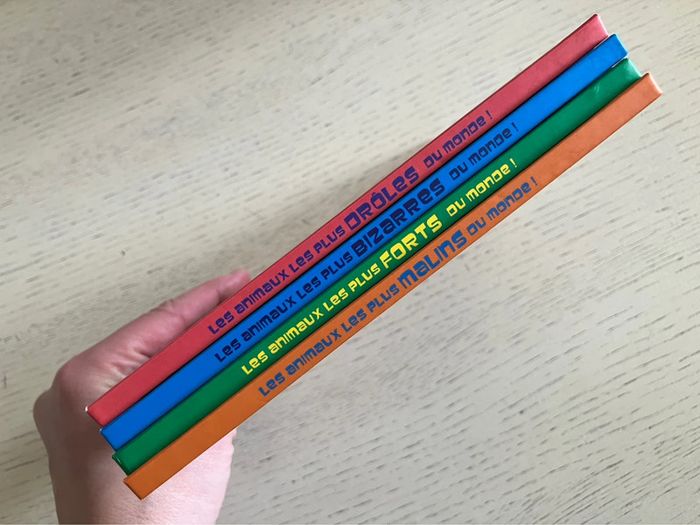 Les animaux les plus DRÔLES du monde !
Les animaux les plus BIZARRES du monde !
Les animaux les plus FORTS du monde !
Les animaux les plus malins du monde !